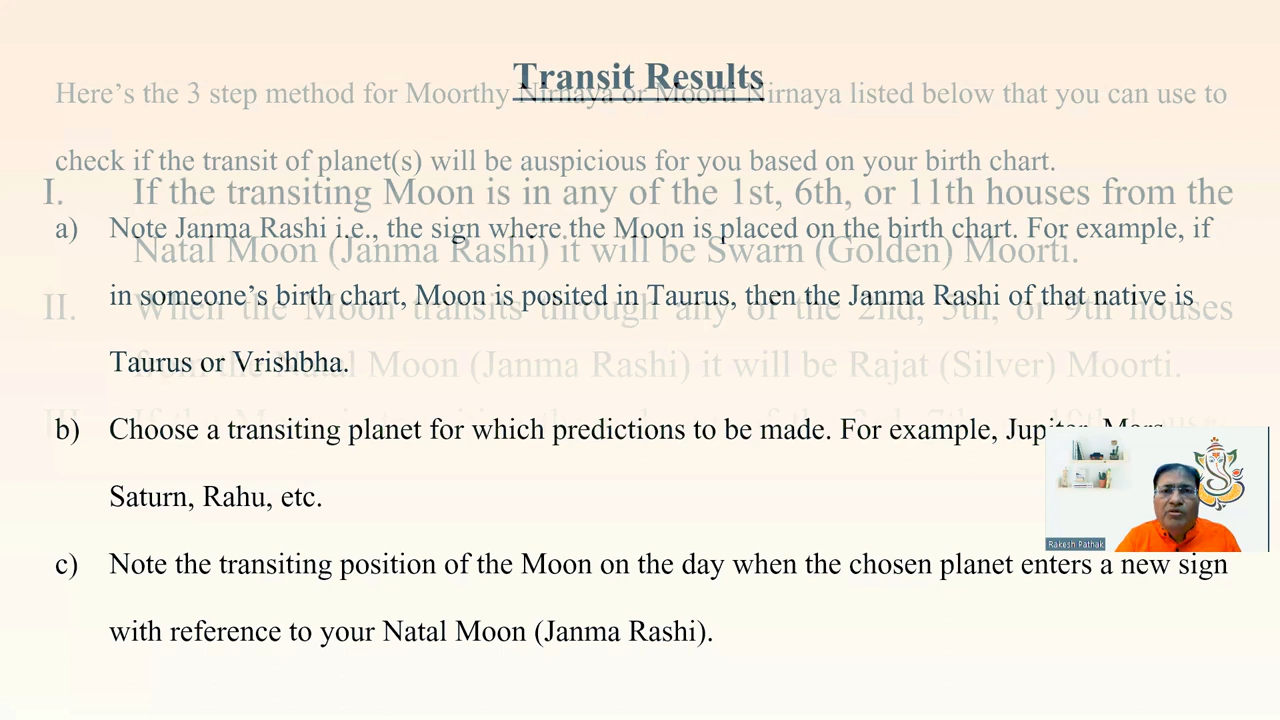 Transit Results
Here’s the 3 step method for Moorthy Nirnaya or Moorti Nirnaya listed below that you can use to
check if the transit of planet(s) will be auspicious for you based on your birth chart.
I. If the transiting Moon is in any of the 1st, 6th, or 11th houses from the
Natal Moon (Janma Rashi) it will be Swarn (Golden) Moorti.
a) Note Janma Rashi i.e., the sign where the Moon is placed on the birth chart. For example, if
in someone’s birth chart, Moon is posited in Taurus, then the Janma Rashi of that native is
Taurus or Vrishbha.
II. When the Moon transits through any of the 2nd, 5th, or 9th houses
from the Natal Moon (Janma Rashi) it will be Rajat (Silver) Moorti.
III. If the Moon is
b) Choose a transiting planet for which predictions to be made. For example, Jupiter, Mars
Saturn, Rahu, etc.
c) Note the transiting position of the Moon on the day when the chosen planet enters a new sign
with reference to your Natal Moon (Janma Rashi).
Rakesh Pathak